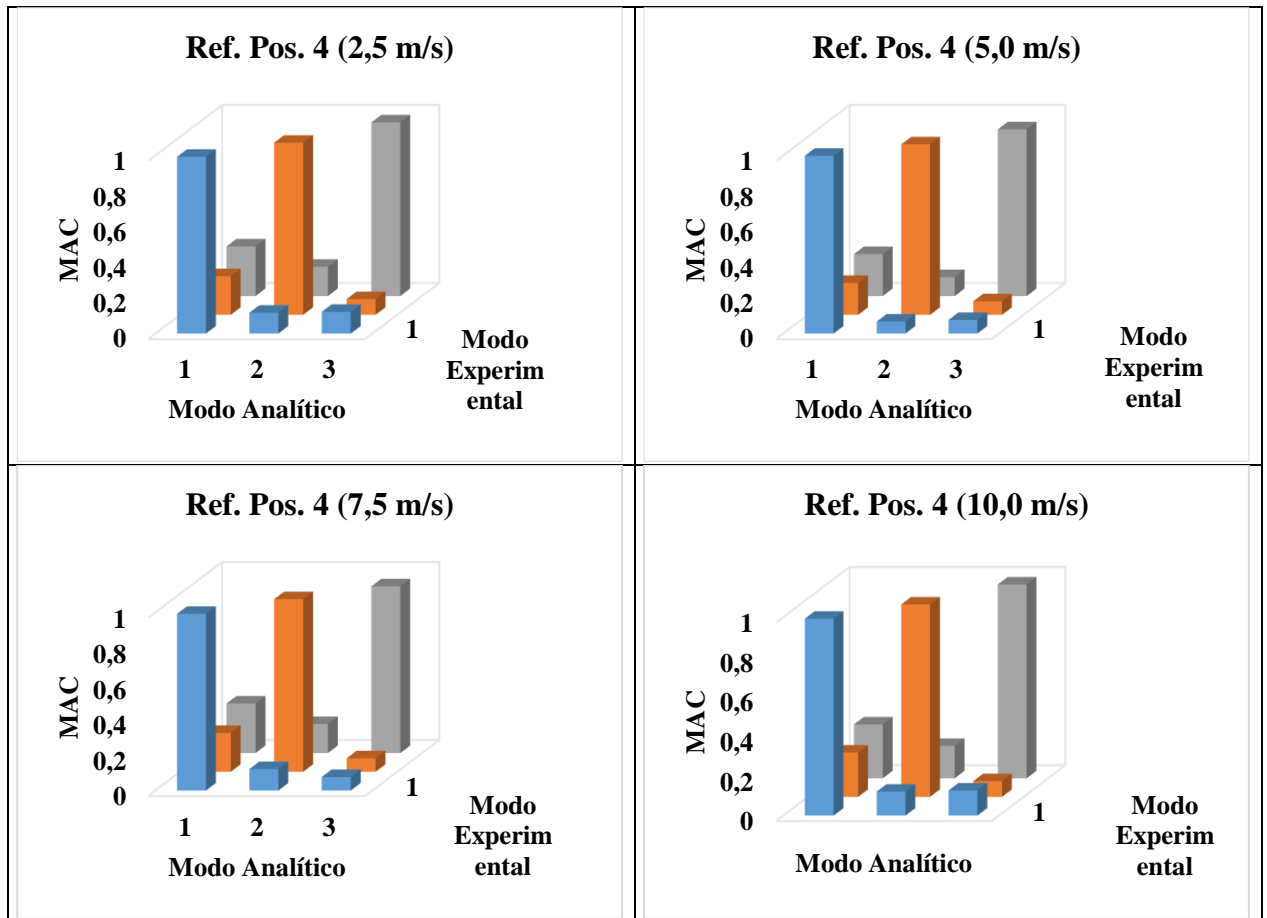 Ref. Pos. 4 (2,5 m/s)
1
0,8
0,6
0,4
0,2
0
MAC
1 2 3
Modo Analítico
1
Modo
Experim
ental
Ref. Pos. 4 (5,0 m/s)
1
0,8
0,6
0,4
0,2
0
MAC
1 2 3
Modo Analítico
1
Modo
Experim
ental
Ref. Pos. 4 (7,5 m/s)
1
0,8
0,6
0,4
0,2
0
MAC
1 2 3
Modo Analítico
1
Modo
Experim
ental
Ref. Pos. 4 (10,0 m/s)
1
0,8
0,6
0,4
0,2
0
MAC
Modo Analítico
1
Modo
Experim
ental